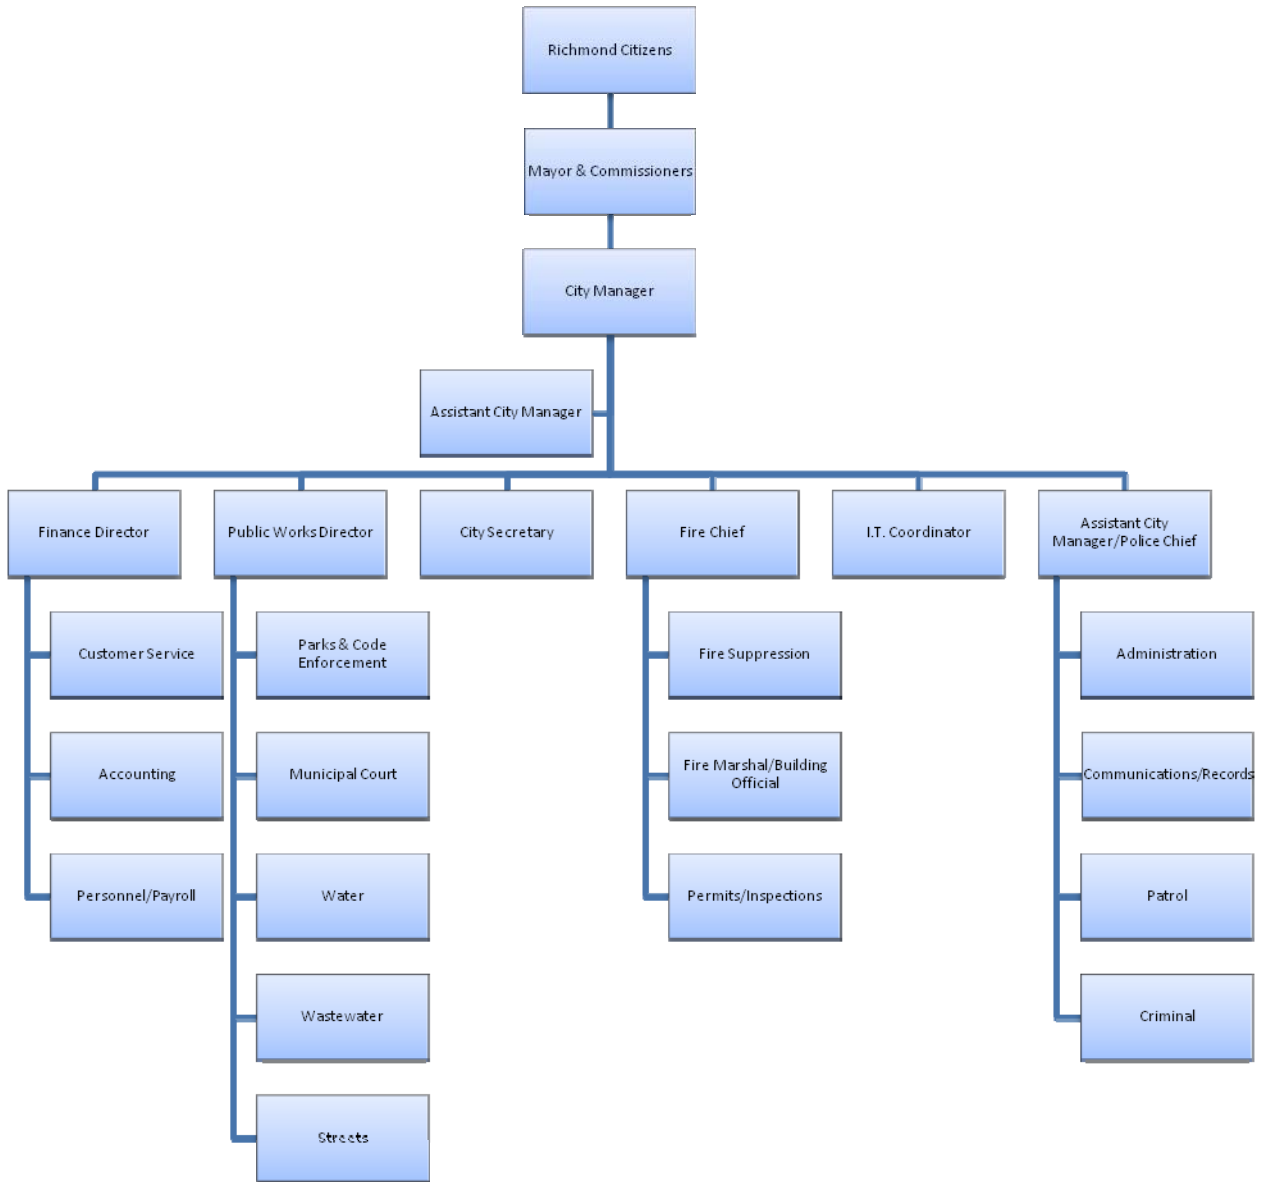 Richmond Citizens
Mayor & Commissioners
City Manager
Assistant City Manager
Finance Director
Public Works Director
City Secretary
Fire Chief
I.T. Coordinator
Assistant City
Manager/Police Chief
Customer Service
Parks & Code
Enforcement
Fire Suppression
Administration
Accounting
Municipal Court
Fire Marshal/Building
Official
Communications/Records
Personnel/Payroll
Water
Permits/Inspections
Patrol
Wastewater
Criminal
Streets